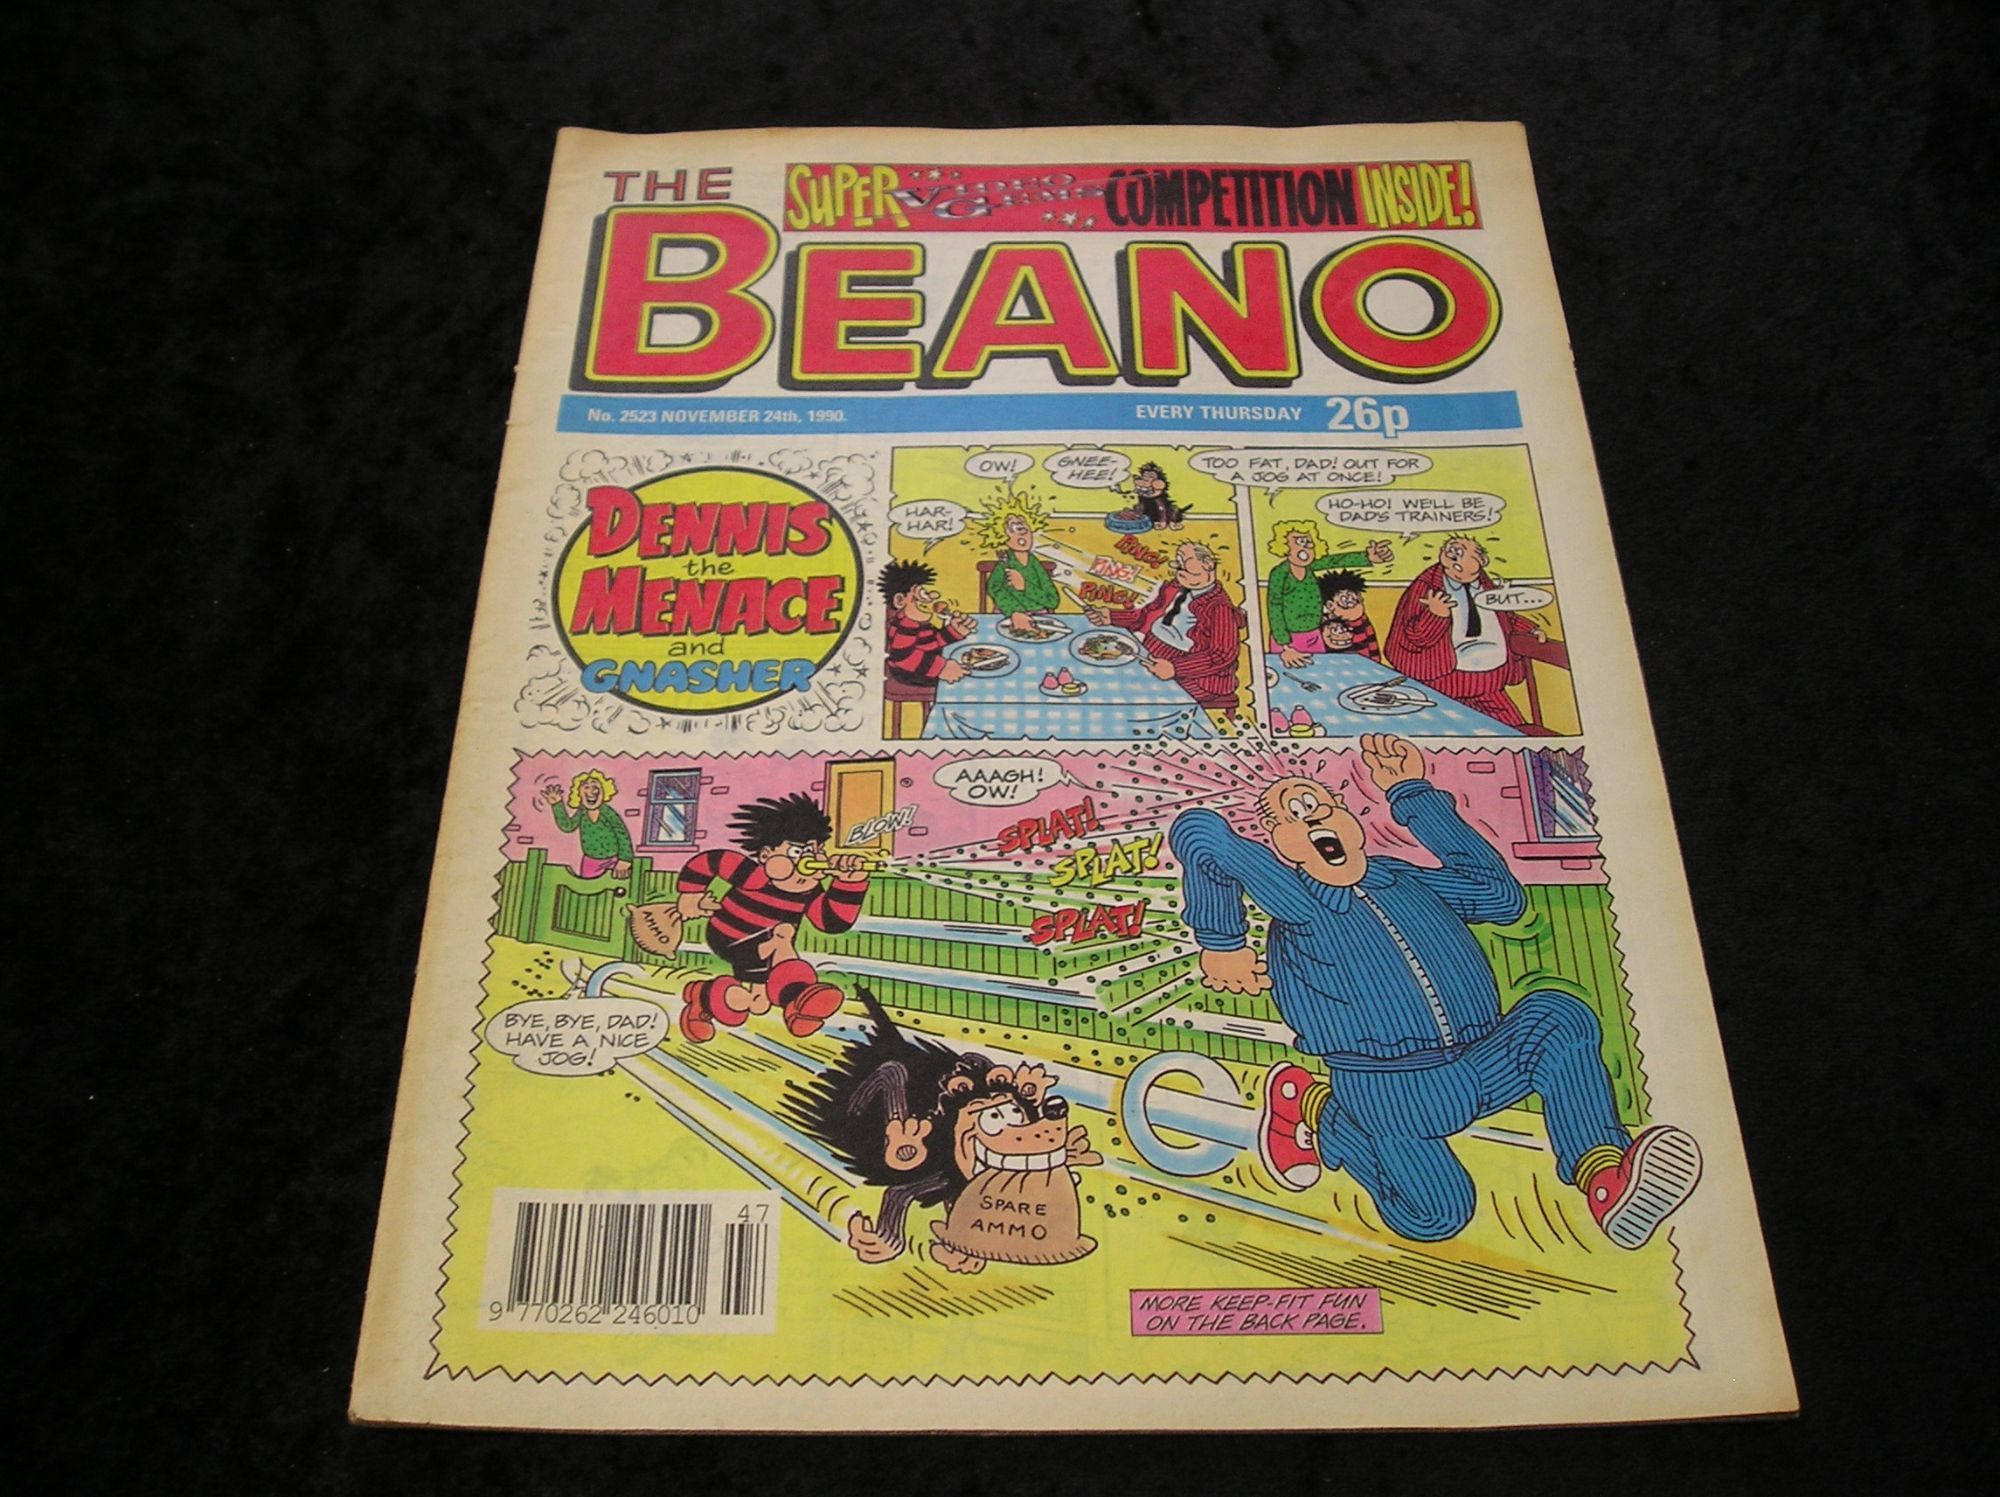 THE
SUPER VIDEO GEMS COMPETITION INSIDE!
BEANO
No. 2523 NOVEMBER 24th, 1990.
EVERY THURSDAY 26p
DENNIS
the
MENACE
and
GNASHER
HAR-
HAR!
OW!
GNEE-
HEE!
PING!
PING!
PING!
TOO FAT, DAD! OUT FOR
A JOG AT ONCE!
HO-HO! WE'LL BE
DAD'S TRAINERS!
BUT...
BLOW!
AAAGH!
OW!
SPLAT!
SPLAT!
SPLAT!
AMMO
BYE, BYE, DAD!
HAVE A NICE
JOG!
SPARE
AMMO
47
9 770262 246010
MORE KEEP-FIT FUN
ON THE BACK PAGE.